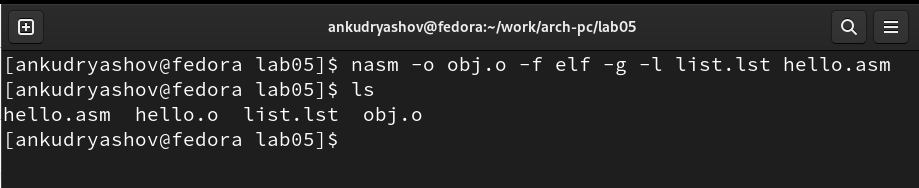 ankudryashov@fedora:~/work/arch-pc/lab05
[ankudryashov@fedora lab05]$ nasm -o obj.o -f elf -g -l list.lst hello.asm
[ankudryashov@fedora lab05]$ ls
hello.asm  hello.o  list.lst  obj.o
[ankudryashov@fedora lab05]$